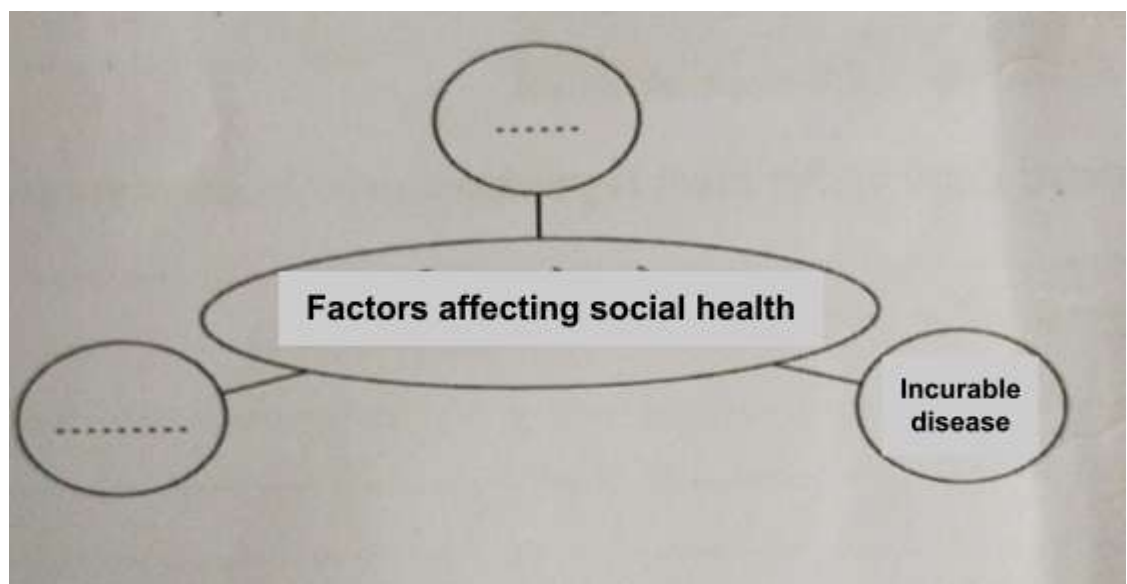 ......
Factors affecting social health
Incurable
disease
.........